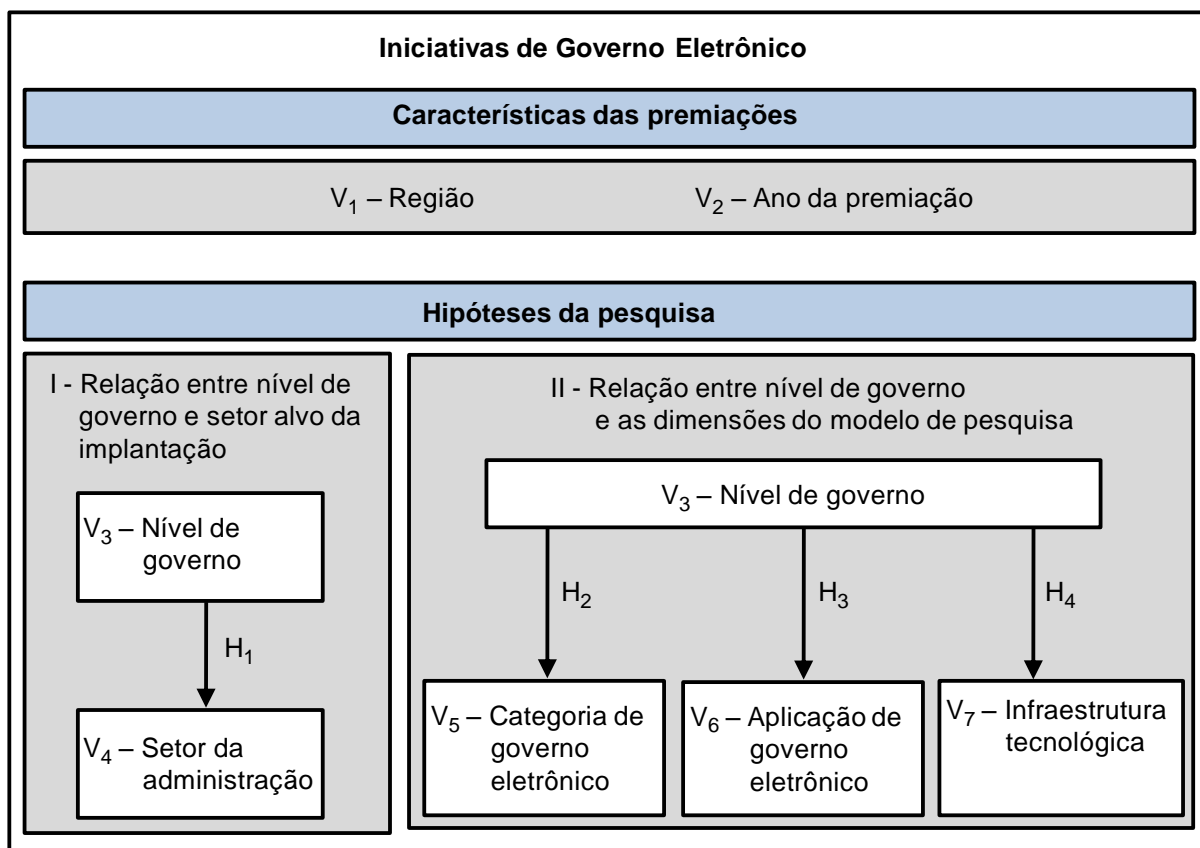 Iniciativas de Governo Eletrônico
Características das premiações
V₁ – Região
V₂ – Ano da premiação
Hipóteses da pesquisa
I - Relação entre nível de
governo e setor alvo da
implantação
V₃ – Nível de
governo
H₁
V₄ – Setor da
administração
II - Relação entre nível de governo
e as dimensões do modelo de pesquisa
V₃ – Nível de governo
H₂
H₃
H₄
V₅ – Categoria de
governo
eletrônico
V₆ – Aplicação de
governo
eletrônico
V₇ – Infraestrutura
tecnológica